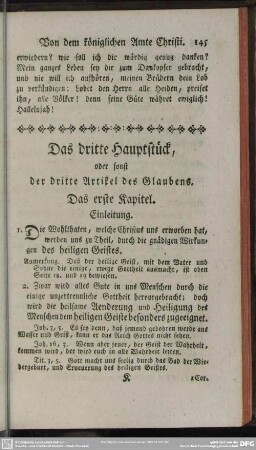 Von dem königlichen Amte Christi. 145
erwiedern? wie soll ich dir würdig genug danken?
Mein ganzes Leben sey dir zum Dankopfer gebracht,
und nie will ich aufhören, meinen Brüdern dein Lob
zu verkündigen: Lobet den Herrn alle Heiden, preiset
ihn, alle Völker! denn seine Güte währet ewiglich!
Hallelujah!
Das dritte Hauptstück,
oder sonst
der dritte Artikel des Glaubens.
Das erste Kapitel.
Einleitung.
1. Die Wohlthaten, welche Christus uns erworben hat,
werden uns zu Theil, durch die gnädigen Wirkun-
gen des heiligen Geistes.
Anmerkung. Daß der heilige Geist, mit dem Vater und
Sohne die einige, ewige Gottheit ausmacht, ist oben
Seite 12. und 19 bewiesen.
2. Zwar wird alles Gute in uns Menschen durch die
einige unzertrennliche Gottheit hervorgebracht; doch
wird die heilsame Aenderung und Heiligung des
Menschen dem heiligen Geiste besonders zugeeignet.
Joh. 3, 5. Es sey denn, daß jemand geboren werde aus
Wasser und Geist, kann er das Reich Gottes nicht sehen.
Joh. 16, 13. Wenn aber jener, der Geist der Wahrheit,
kommen wird, der wird euch in alle Wahrheit leiten.
Tit. 3, 5. Gott macht uns seelig durch das Bad der Wie-
dergeburt, und Erneuerung des heiligen Geistes.
K 1 Cor.
DFG